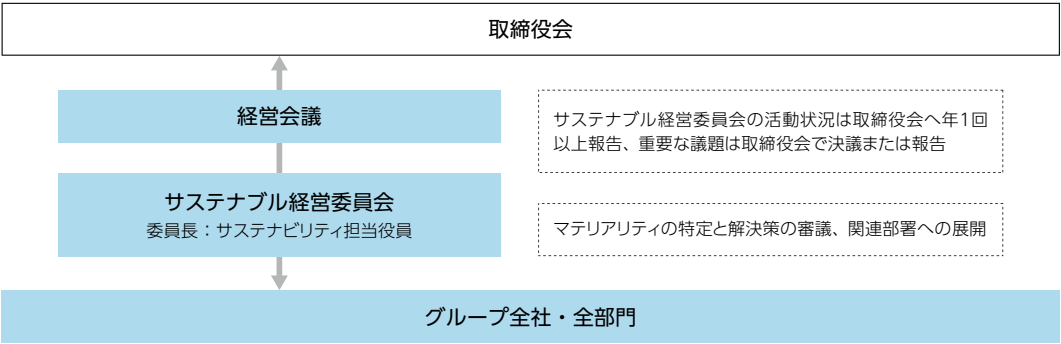 取締役会
経営会議
サステナブル経営委員会の活動状況は取締役会へ年1回
以上報告、重要な議題は取締役会で決議または報告
サステナブル経営委員会
委員長：サステナビリティ担当役員
マテリアリティの特定と解決策の審議、関連部署への展開
グループ全社・全部門